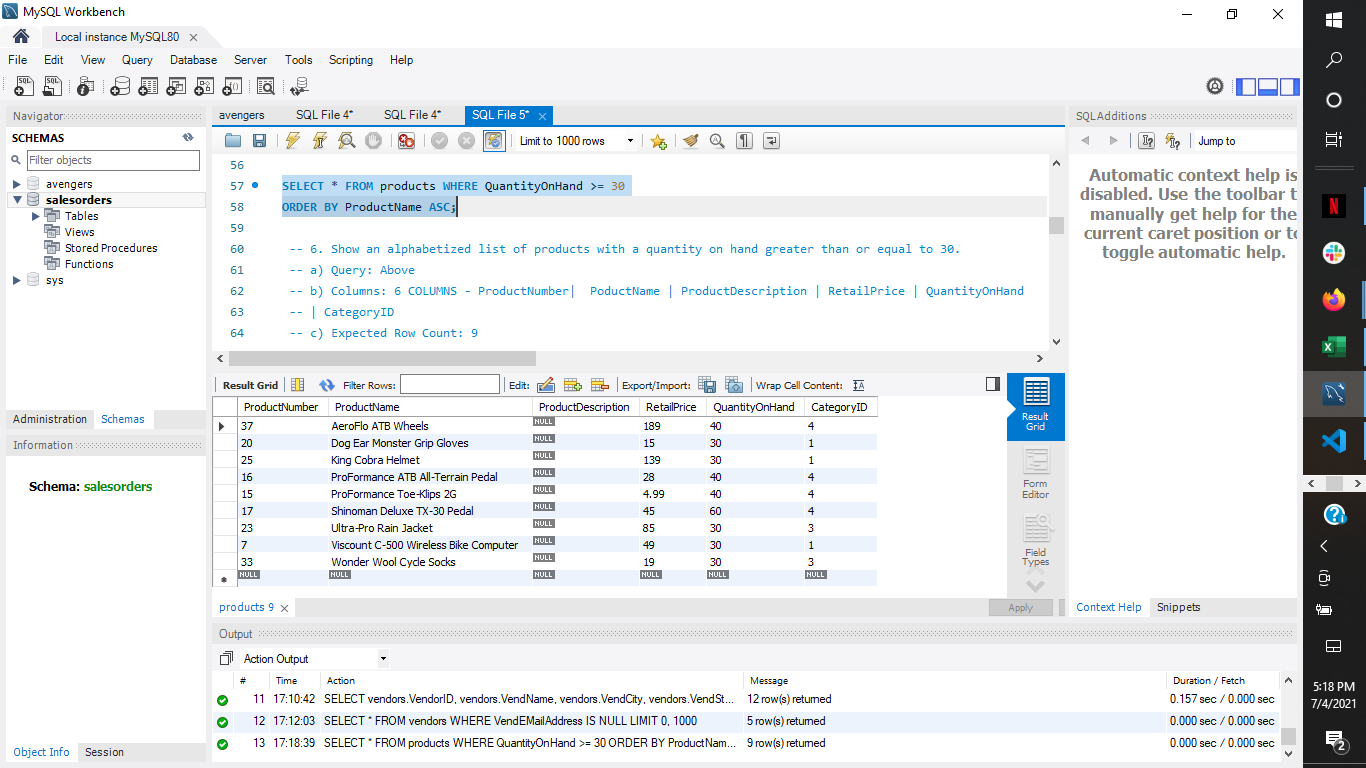 MySQL Workbench
Local instance MySQL80
File Edit View Query Database Server Tools Scripting Help
Navigator
SCHEMAS
Filter objects
avengers
salesorders
Tables
Views
Stored Procedures
Functions
sys
Administration Schemas
Information
Schema: salesorders
Object Info Session
avengers SQL File 4* SQL File 4* SQL File 5*
Limit to 1000 rows
56
57 SELECT * FROM products WHERE QuantityOnHand >= 30
58 ORDER BY ProductName ASC;
59
60 -- 6. Show an alphabetized list of products with a quantity on hand greater than or equal to 30.
61 -- a) Query: Above
62 -- b) Columns: 6 COLUMNS - ProductNumber| PoductName | ProductDescription | RetailPrice | QuantityOnHand
63 -- | CategoryID
64 -- c) Expected Row Count: 9
Result Grid Filter Rows: Edit: Export/Import: Wrap Cell Content:
ProductNumber ProductName ProductDescription RetailPrice QuantityOnHand CategoryID
37 AeroFlo ATB Wheels NULL 189 40 4
20 Dog Ear Monster Grip Gloves NULL 15 30 1
25 King Cobra Helmet NULL 139 30 1
16 ProFormance ATB All-Terrain Pedal NULL 28 40 4
15 ProFormance Toe-Klips 2G NULL 4.99 40 4
17 Shinoman Deluxe TX-30 Pedal NULL 45 60 4
23 Ultra-Pro Rain Jacket NULL 85 30 3
7 Viscount C-500 Wireless Bike Computer NULL 49 30 1
33 Wonder Wool Cycle Socks NULL 19 30 3
NULL NULL NULL NULL NULL NULL
Result
Grid
Form
Editor
Field
Types
products 9
Apply
SQLAdditions
Jump to
Automatic context help is
disabled. Use the toolbar t
manually get help for the
current caret position or to
toggle automatic help.
Context Help Snippets
Output
Action Output
# Time Action Message Duration / Fetch
11 17:10:42 SELECT vendors.VendorID, vendors.VendName, vendors.VendCity, vendors.VendSt... 12 row(s) returned 0.157 sec / 0.000 sec
12 17:12:03 SELECT * FROM vendors WHERE VendEMailAddress IS NULL LIMIT 0, 1000 5 row(s) returned 0.000 sec / 0.000 sec
13 17:18:39 SELECT * FROM products WHERE QuantityOnHand >= 30 ORDER BY ProductNam... 9 row(s) returned 0.000 sec / 0.000 sec
5:18 PM
7/4/2021
2